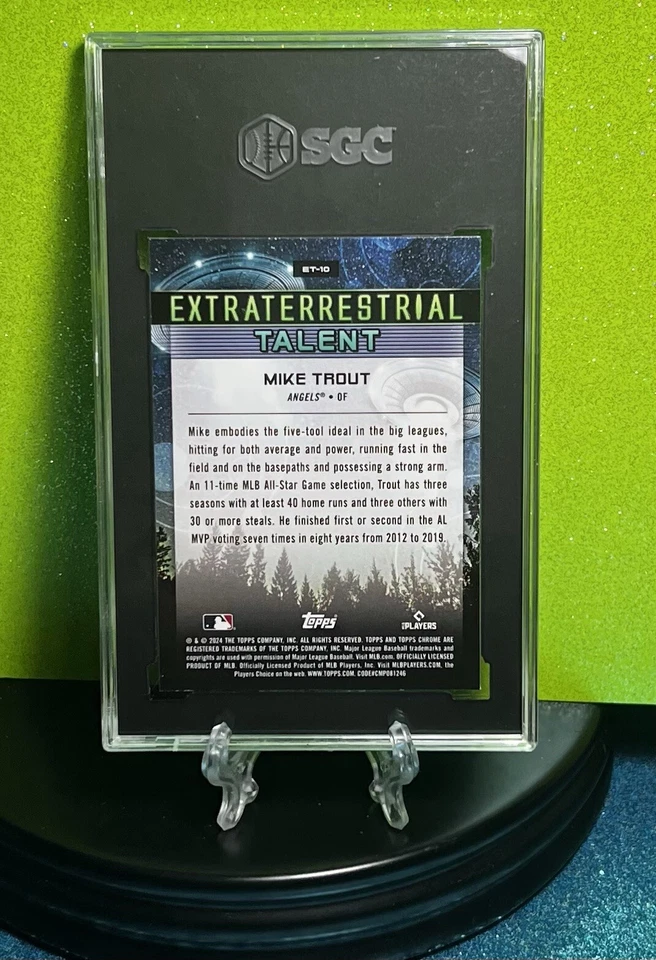 SGC
ET-10
EXTRATERRESTRIAL
TALENT
MIKE TROUT
ANGELS® • OF
Mike embodies the five-tool ideal in the big leagues,
hitting for both average and power, running fast in the
field and on the basepaths and possessing a strong arm.
An 11-time MLB All-Star Game selection, Trout has three
seasons with at least 40 home runs and three others with
30 or more steals. He finished first or second in the AL
MVP voting seven times in eight years from 2012 to 2019.
Topps
PLAYERS
® & © 2024 THE TOPPS COMPANY, INC. ALL RIGHTS RESERVED. TOPPS AND TOPPS CHROME ARE
REGISTERED TRADEMARKS OF THE TOPPS COMPANY, INC. Major League Baseball trademarks and
copyrights are used with permission of Major League Baseball. Visit MLB.com. OFFICIALLY LICENSED
PRODUCT OF MLB. Officially Licensed Product of MLB Players, Inc. Visit MLBPLAYERS.COM, the
Players Choice on the web. WWW.TOPPS.COM. CODE#CMP081246